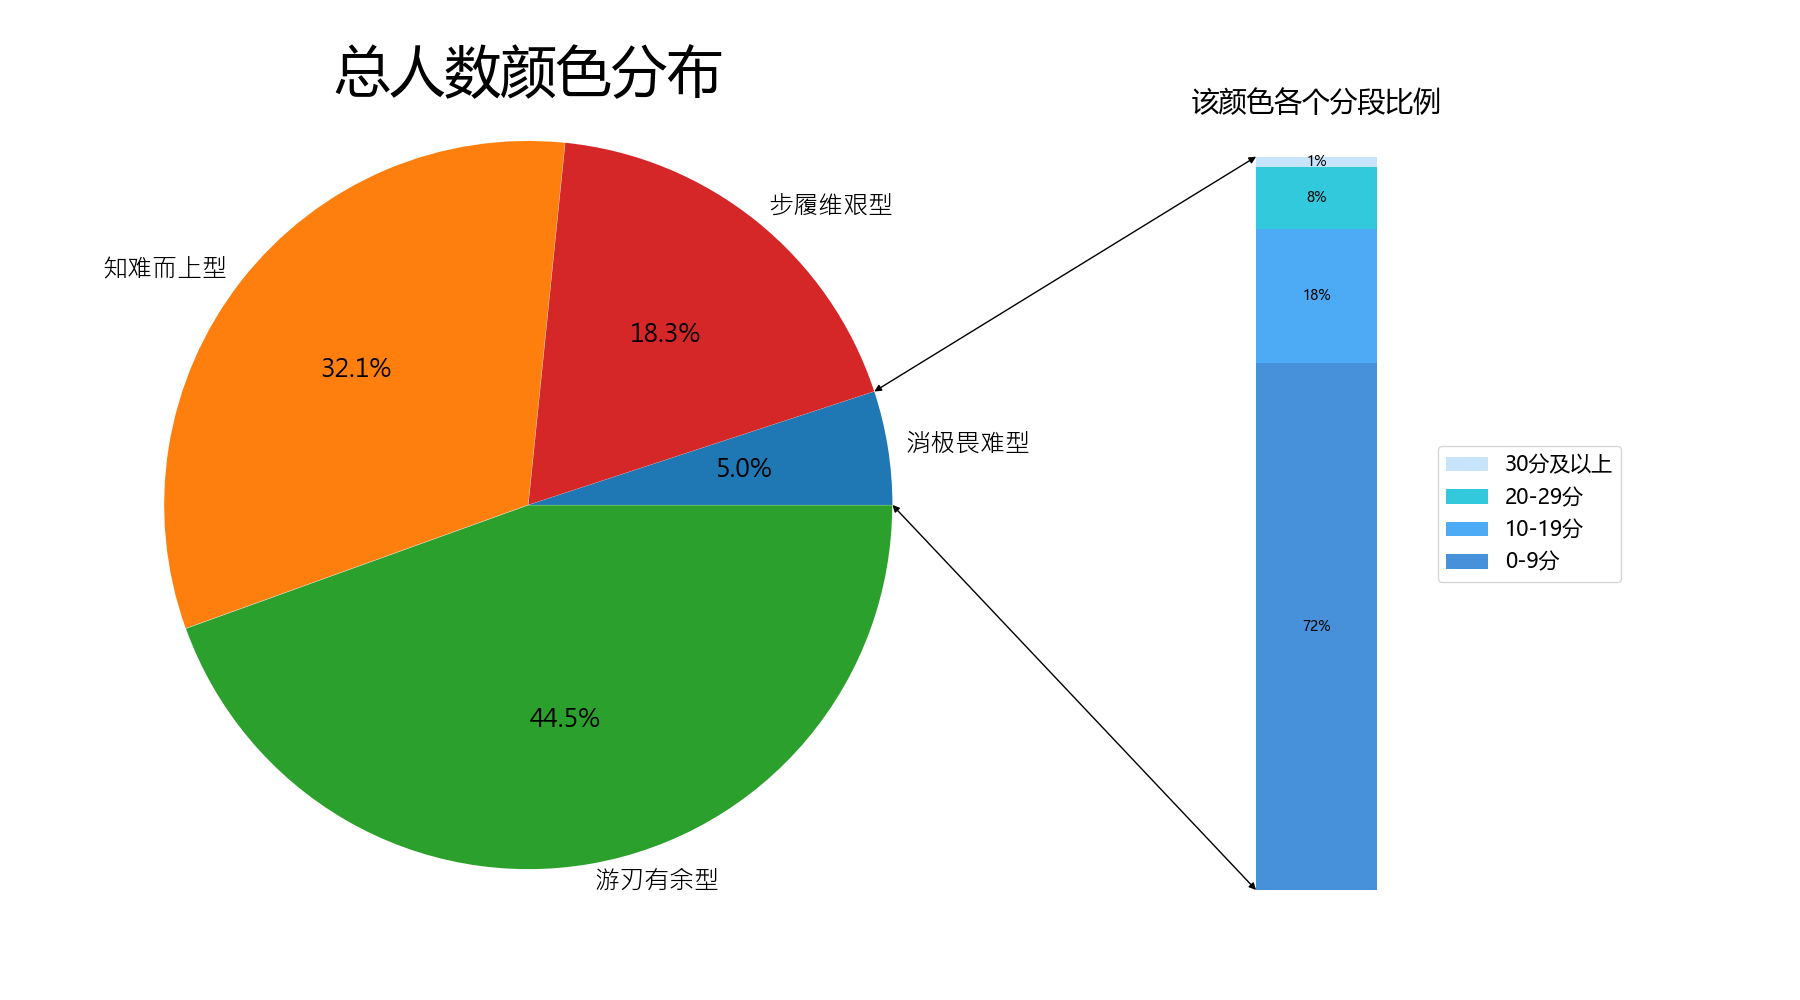 总人数颜色分布
该颜色各个分段比例
1%
8%
步履维艰型
知难而上型
18%
18.3%
32.1%
消极畏难型
5.0%
30分及以上
20-29分
10-19分
0-9分
72%
44.5%
游刃有余型